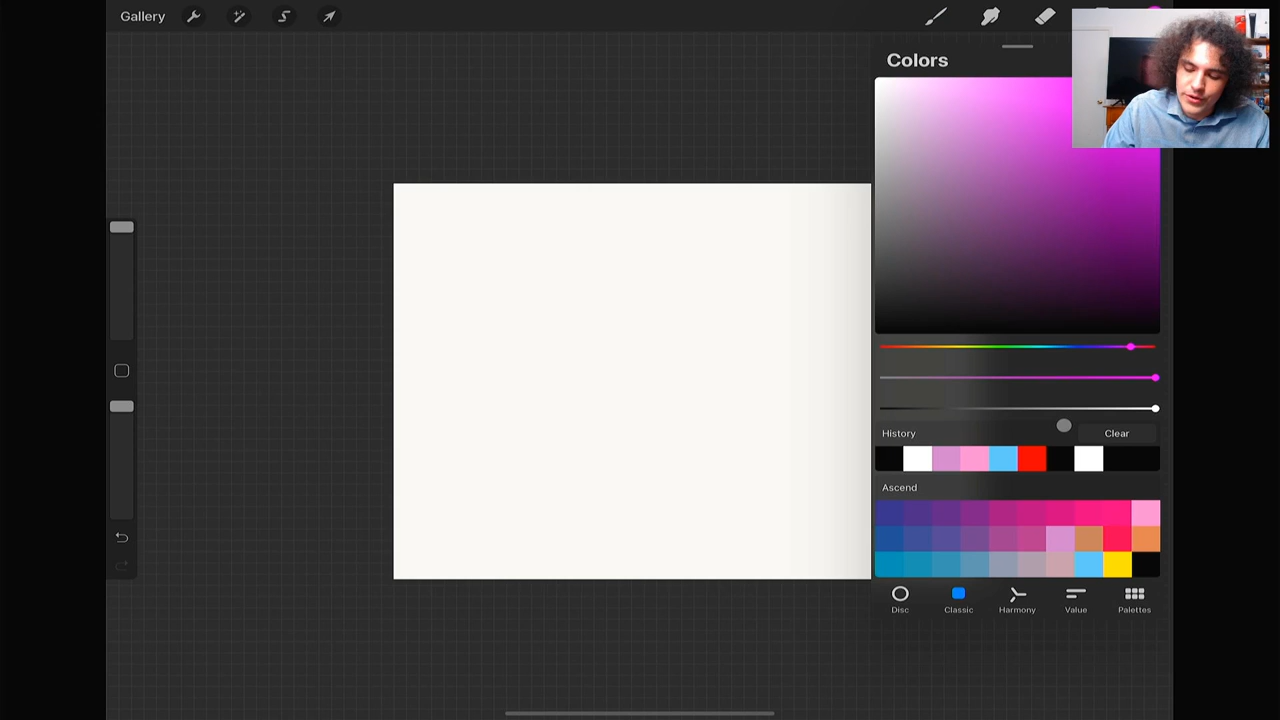 Gallery
Colors
History
Clear
Ascend
Disc
Classic
Harmony
Value
Palettes